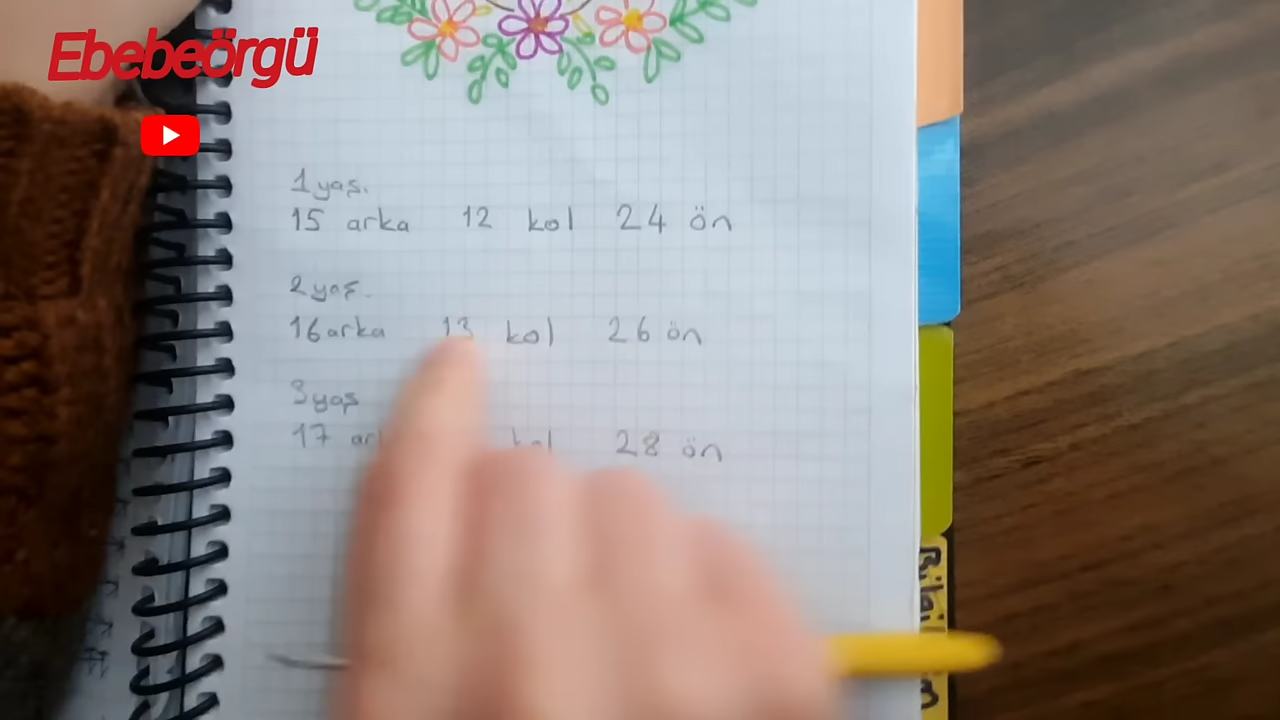 Ebebeörgü
1 yaş.
15 arka 12 kol 24 ön
2 yaş.
16 arka 13 kol 26 ön
3 yaş
17 kol 28 ön